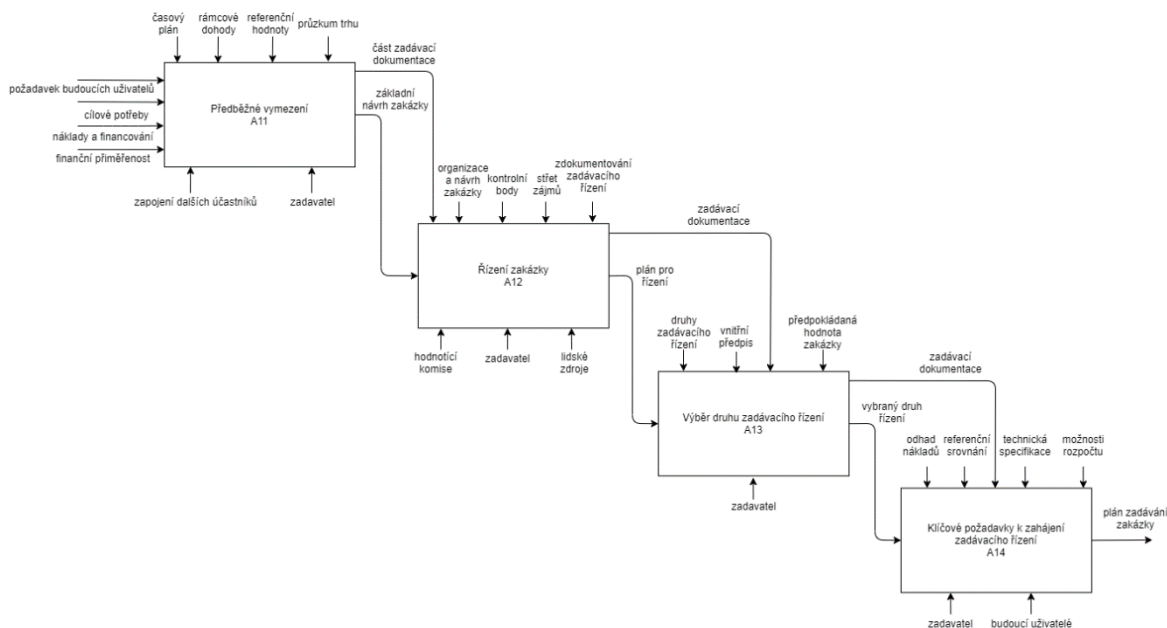 časový
plán
rámcové
dohody
referenční
hodnoty
průzkum trhu
požadavek budoucích uživatelů
cílové potřeby
náklady a financování
finanční přiměřenost
Předběžné vymezení
A11
zapojení dalších účastníků
zadavatel
část zadávací
dokumentace
základní
návrh zakázky
organizace
a návrh
zakázky
kontrolní
body
střet
zájmů
zdokumentování
zadávacího
řízení
Řízení zakázky
A12
hodnotící
komise
zadavatel
lidské
zdroje
zadávací
dokumentace
plán pro
řízení
druhy
zadávacího
řízení
vnitřní
předpis
předpokládaná
hodnota
zakázky
Výběr druhu zadávacího řízení
A13
zadavatel
zadávací
dokumentace
vybraný druh
řízení
odhad
nákladů
referenční
srovnání
technická
specifikace
možnosti
rozpočtu
Klíčové požadavky k zahájení
zadávacího řízení
A14
plán zadávání
zakázky
zadavatel
budoucí uživatelé